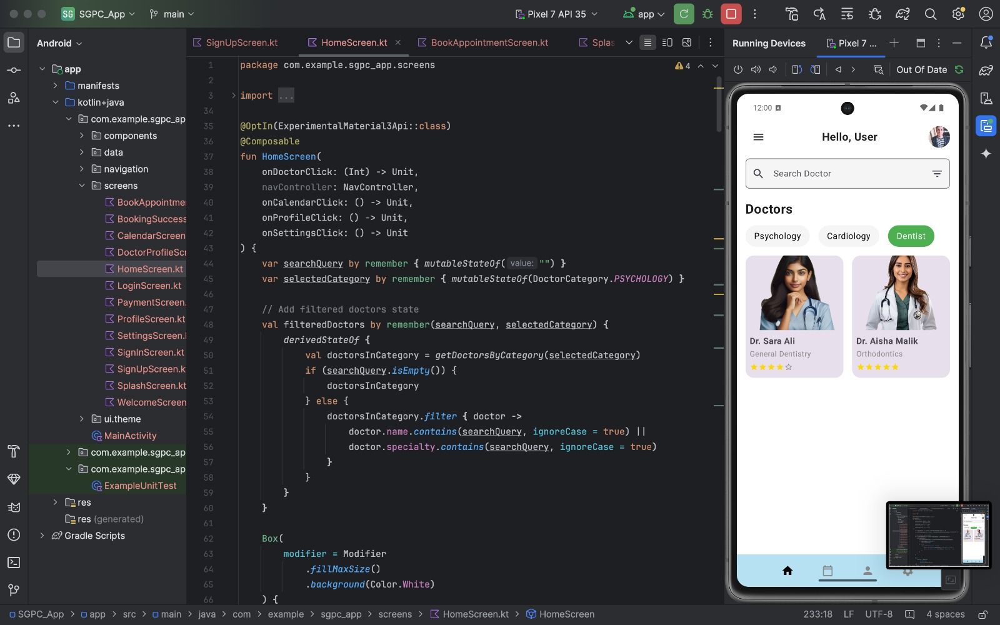 SG SGPC_App main Pixel 7 API 35 app
Android
app
manifests
kotlin+java
com.example.sgpc_ap
components
data
navigation
screens
BookAppointme
BookingSuccess
CalendarScreen
DoctorProfileScr
HomeScreen.kt
LoginScreen.kt
PaymentScreen.
ProfileScreen.kt
SettingsScreen.
SignInScreen.kt
SignUpScreen.kt
SplashScreen.kt
WelcomeScreen
ui.theme
MainActivity
com.example.sgpc_ap
com.example.sgpc_ap
ExampleUnitTest
res
res (generated)
Gradle Scripts
SignUpScreen.kt HomeScreen.kt BookAppointmentScreen.kt Splas
4
1 package com.example.sgpc_app.screens
2
3 import ...
34
35 @OptIn(ExperimentalMaterial3Api::class)
36 @Composable
37 fun HomeScreen(
38 onDoctorClick: (Int) -> Unit,
39 navController: NavController,
40 onCalendarClick: () -> Unit,
41 onProfileClick: () -> Unit,
42 onSettingsClick: () -> Unit
43 ) {
44 var searchQuery by remember { mutableStateOf( value: "") }
45 var selectedCategory by remember { mutableStateOf(DoctorCategory.PSYCHOLOGY) }
46
47 // Add filtered doctors state
48 val filteredDoctors by remember(searchQuery, selectedCategory) {
49 derivedStateOf {
50 val doctorsInCategory = getDoctorsByCategory(selectedCategory)
51 if (searchQuery.isEmpty()) {
52 doctorsInCategory
53 } else {
54 doctorsInCategory.filter { doctor ->
55 doctor.name.contains(searchQuery, ignoreCase = true) ||
56 doctor.specialty.contains(searchQuery, ignoreCase = true)
57 }
58 }
59 }
60 }
61
62 Box(
63 modifier = Modifier
64 .fillMaxSize()
65 .background(Color.White)
66 ) {
Running Devices Pixel 7 ...
Out Of Date
12:00
Hello, User
Search Doctor
Doctors
Psychology Cardiology Dentist
Dr. Sara Ali Dr. Aisha Malik
General Dentistry Orthodontics
SGPC_App > app > src > main > java > com > example > sgpc_app > screens > HomeScreen.kt > HomeScreen 233:18 LF UTF-8 4 spaces